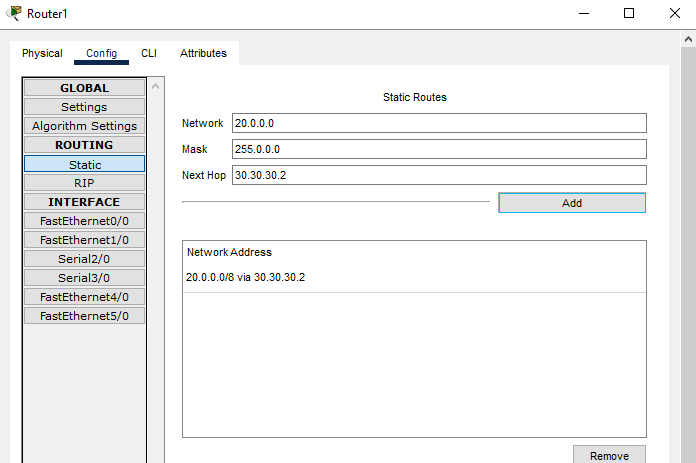 Router1
Physical Config CLI Attributes
GLOBAL
Settings
Algorithm Settings
ROUTING
Static
RIP
INTERFACE
FastEthernet0/0
FastEthernet1/0
Serial2/0
Serial3/0
FastEthernet4/0
FastEthernet5/0
Static Routes
Network 20.0.0.0
Mask 255.0.0.0
Next Hop 30.30.30.2
Add
Network Address
20.0.0.0/8 via 30.30.30.2
Remove